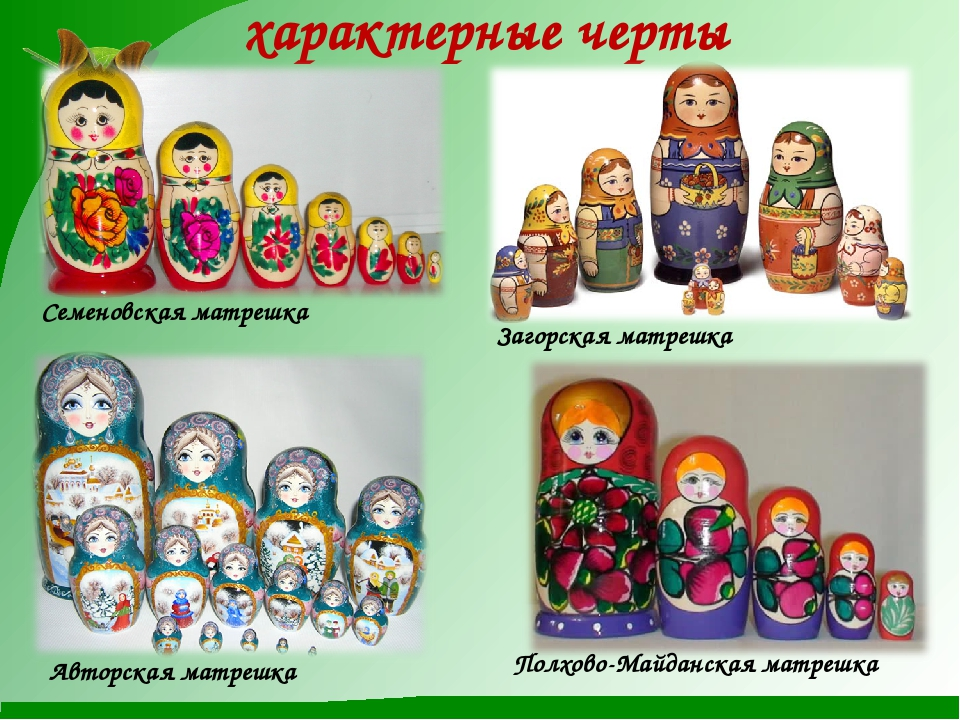 характерные черты
Семеновская матрешка
Загорская матрешка
Авторская матрешка
Полхово-Майданская матрешка